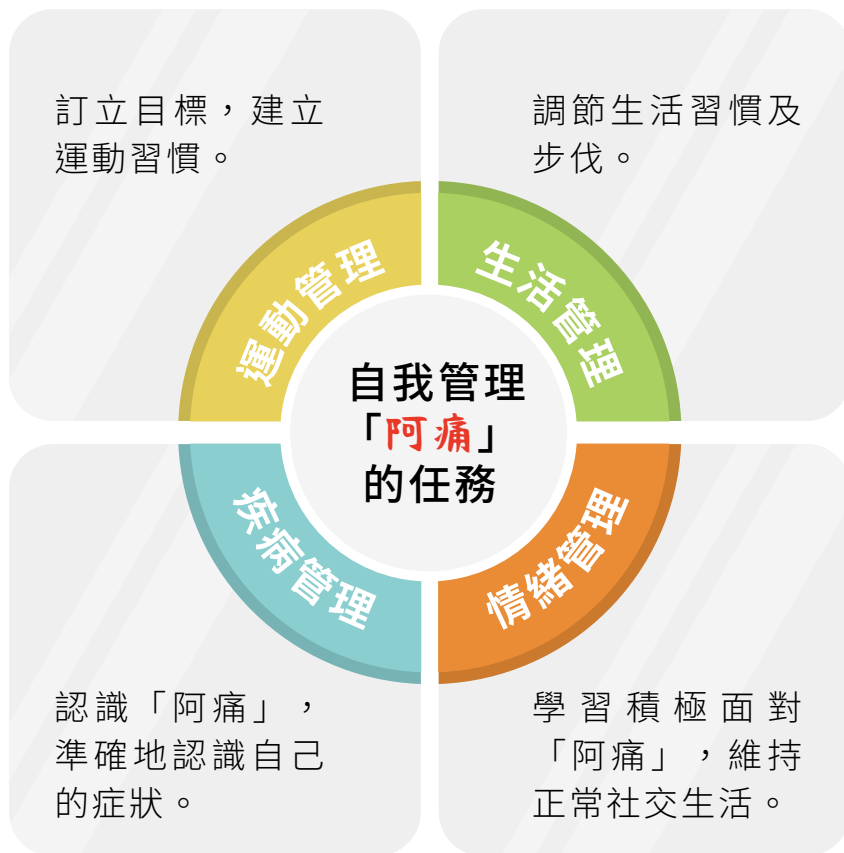 訂立目標，建立
運動習慣。
調節生活習慣及
步伐。
運動管理
生活管理
自我管理
「阿痛」
的任務
疾病管理
情緒管理
認識「阿痛」，
準確地認識自己
的症狀。
學習積極面對
「阿痛」，維持
正常社交生活。